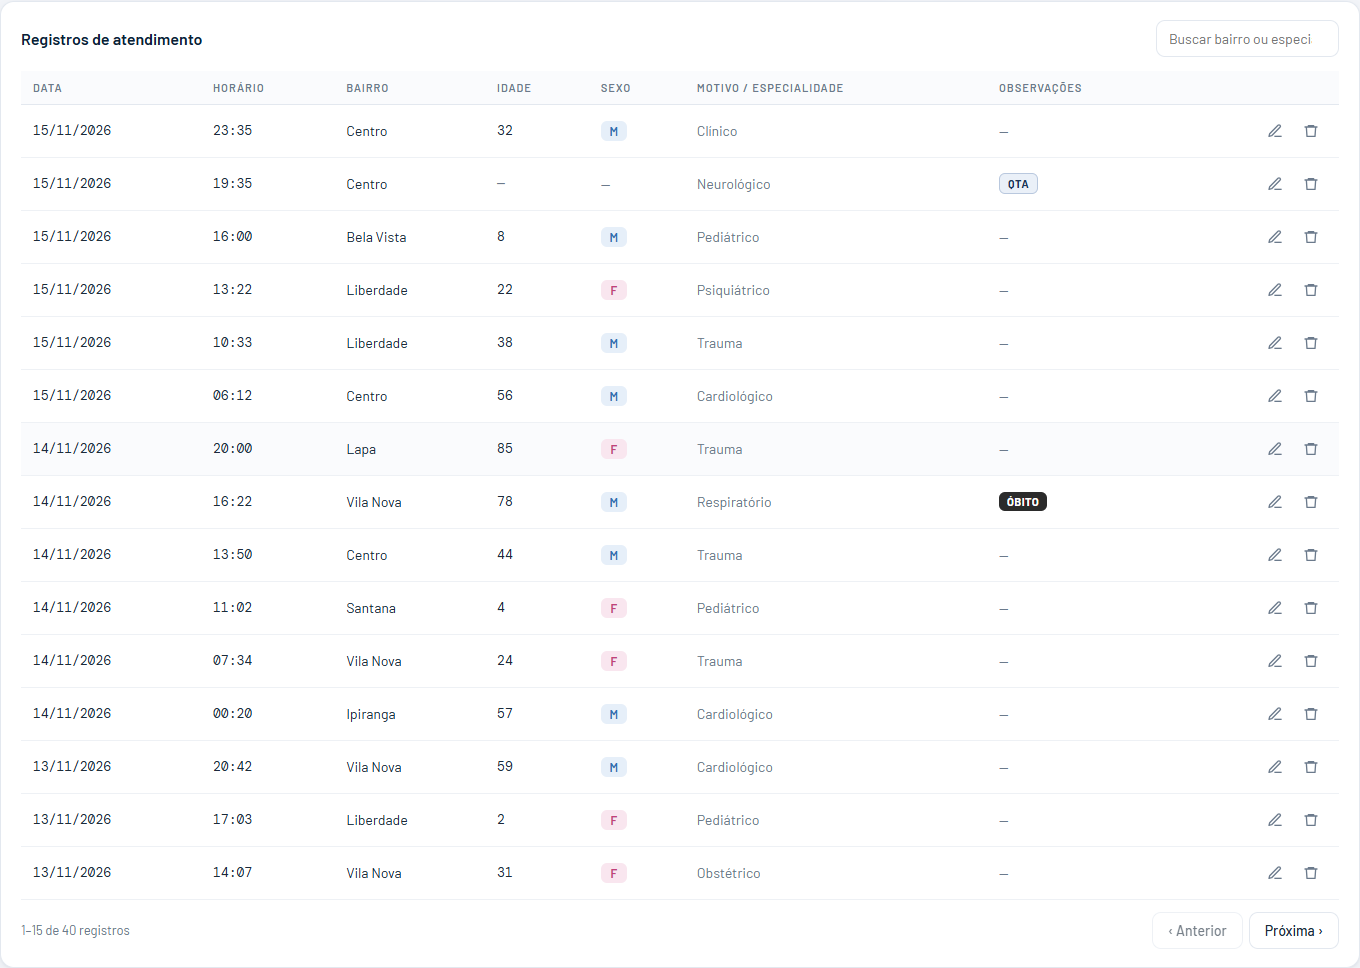 Registros de atendimento
Buscar bairro ou especi
DATA HORÁRIO BAIRRO IDADE SEXO MOTIVO / ESPECIALIDADE OBSERVAÇÕES
15/11/2026 23:35 Centro 32 M Clínico —
15/11/2026 19:35 Centro — — Neurológico QTA
15/11/2026 16:00 Bela Vista 8 M Pediátrico —
15/11/2026 13:22 Liberdade 22 F Psiquiátrico —
15/11/2026 10:33 Liberdade 38 M Trauma —
15/11/2026 06:12 Centro 56 M Cardiológico —
14/11/2026 20:00 Lapa 85 F Trauma —
14/11/2026 16:22 Vila Nova 78 M Respiratório ÓBITO
14/11/2026 13:50 Centro 44 M Trauma —
14/11/2026 11:02 Santana 4 F Pediátrico —
14/11/2026 07:34 Vila Nova 24 F Trauma —
14/11/2026 00:20 Ipiranga 57 M Cardiológico —
13/11/2026 20:42 Vila Nova 59 M Cardiológico —
13/11/2026 17:03 Liberdade 2 F Pediátrico —
13/11/2026 14:07 Vila Nova 31 F Obstétrico —
1–15 de 40 registros
‹ Anterior Próxima ›